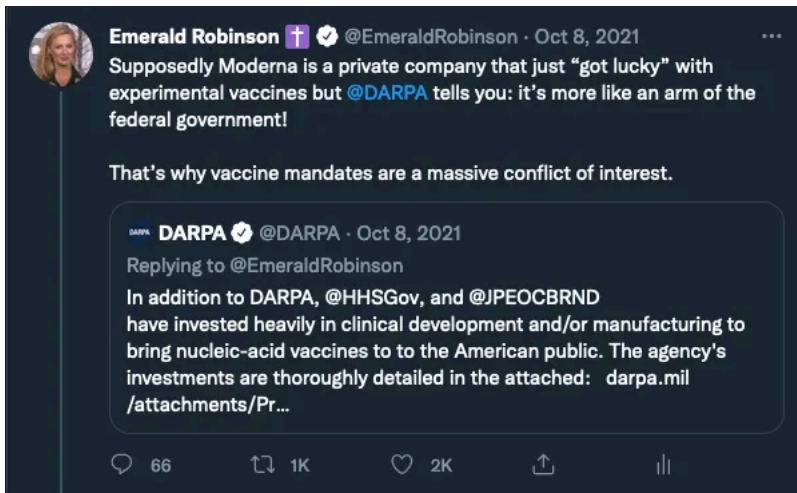 Emerald Robinson ✝️ @EmeraldRobinson · Oct 8, 2021
Supposedly Moderna is a private company that just “got lucky” with
experimental vaccines but @DARPA tells you: it’s more like an arm of the
federal government!
That’s why vaccine mandates are a massive conflict of interest.
DARPA DARPA @DARPA · Oct 8, 2021
Replying to @EmeraldRobinson
In addition to DARPA, @HHSGov, and @JPEOCBRND
have invested heavily in clinical development and/or manufacturing to
bring nucleic-acid vaccines to to the American public. The agency's
investments are thoroughly detailed in the attached: darpa.mil
/attachments/Pr...
66 1K 2K